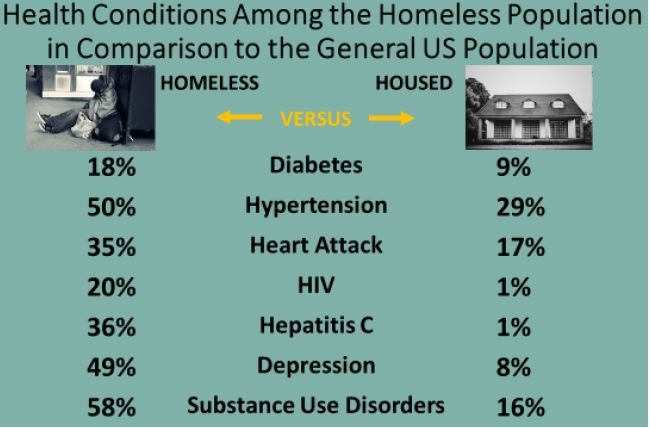 Health Conditions Among the Homeless Population
in Comparison to the General US Population
HOMELESS HOUSED
VERSUS
18% Diabetes 9%
50% Hypertension 29%
35% Heart Attack 17%
20% HIV 1%
36% Hepatitis C 1%
49% Depression 8%
58% Substance Use Disorders 16%